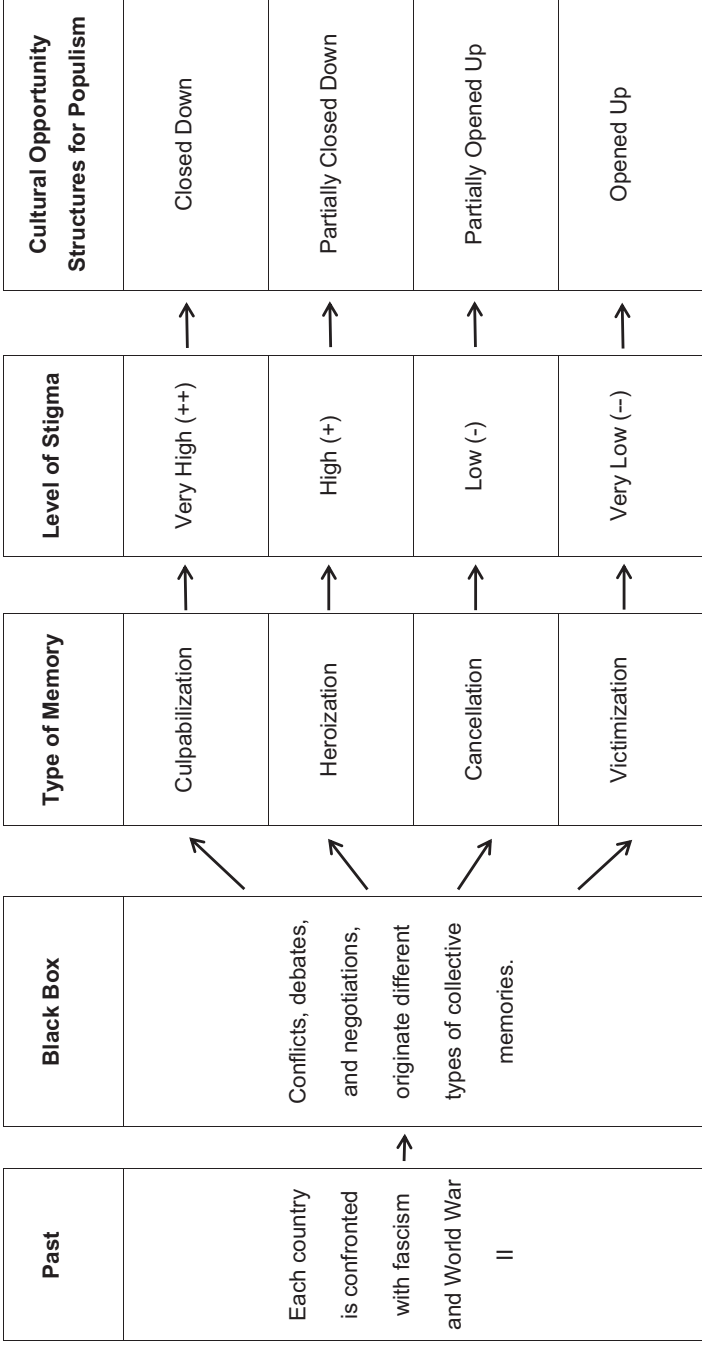 Past
Each country
is confronted
with fascism
and World War
II
Black Box
Conflicts, debates,
and negotiations,
originate different
types of collective
memories.
Type of Memory
Culpabilization
Heroization
Cancellation
Victimization
Level of Stigma
Very High (++)
High (+)
Low (-)
Very Low (--)
Cultural Opportunity
Structures for Populism
Closed Down
Partially Closed Down
Partially Opened Up
Opened Up